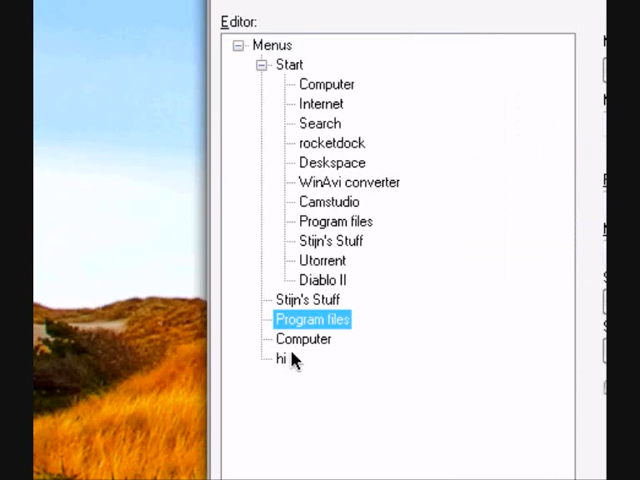 Editor:
Menus
Start
Computer
Internet
Search
rocketdock
Deskspace
WinAvi converter
Camstudio
Program files
Stijn's Stuff
Utorrent
Diablo II
Stijn's Stuff
Program files
Computer
hi